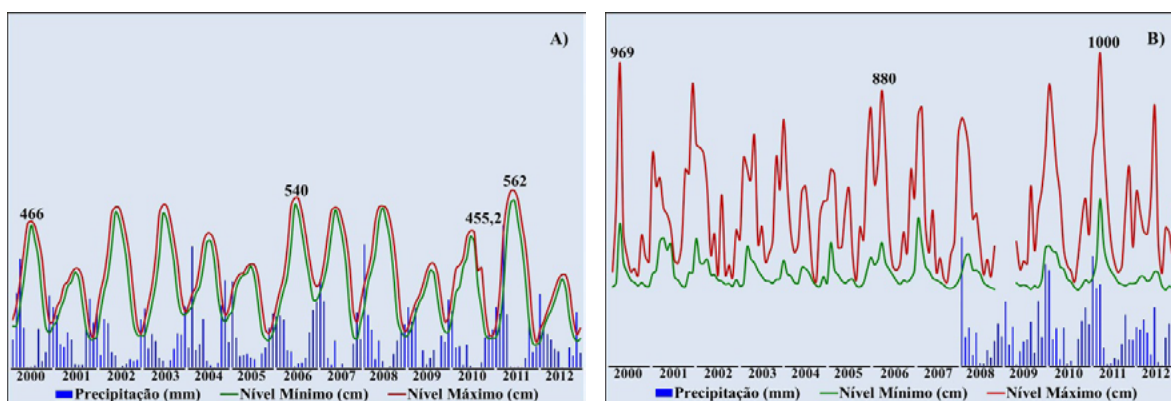 A)
466
540
455,2
562
2000 2001 2002 2003 2004 2005 2006 2007 2008 2009 2010 2011 2012
Precipitação (mm) Nível Mínimo (cm) Nível Máximo (cm)
B)
969
880
1000
2000 2001 2002 2003 2004 2005 2006 2007 2008 2009 2010 2011 2012
Precipitação (mm) Nível Mínimo (cm) Nível Máximo (cm)